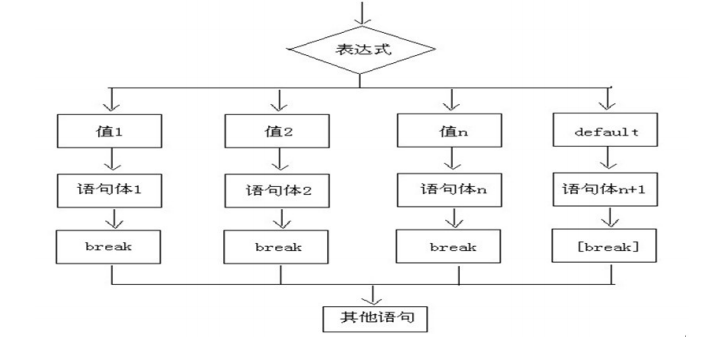 表达式
值1 值2 值n default
语句体1 语句体2 语句体n 语句体n+1
break break break [break]
其他语句